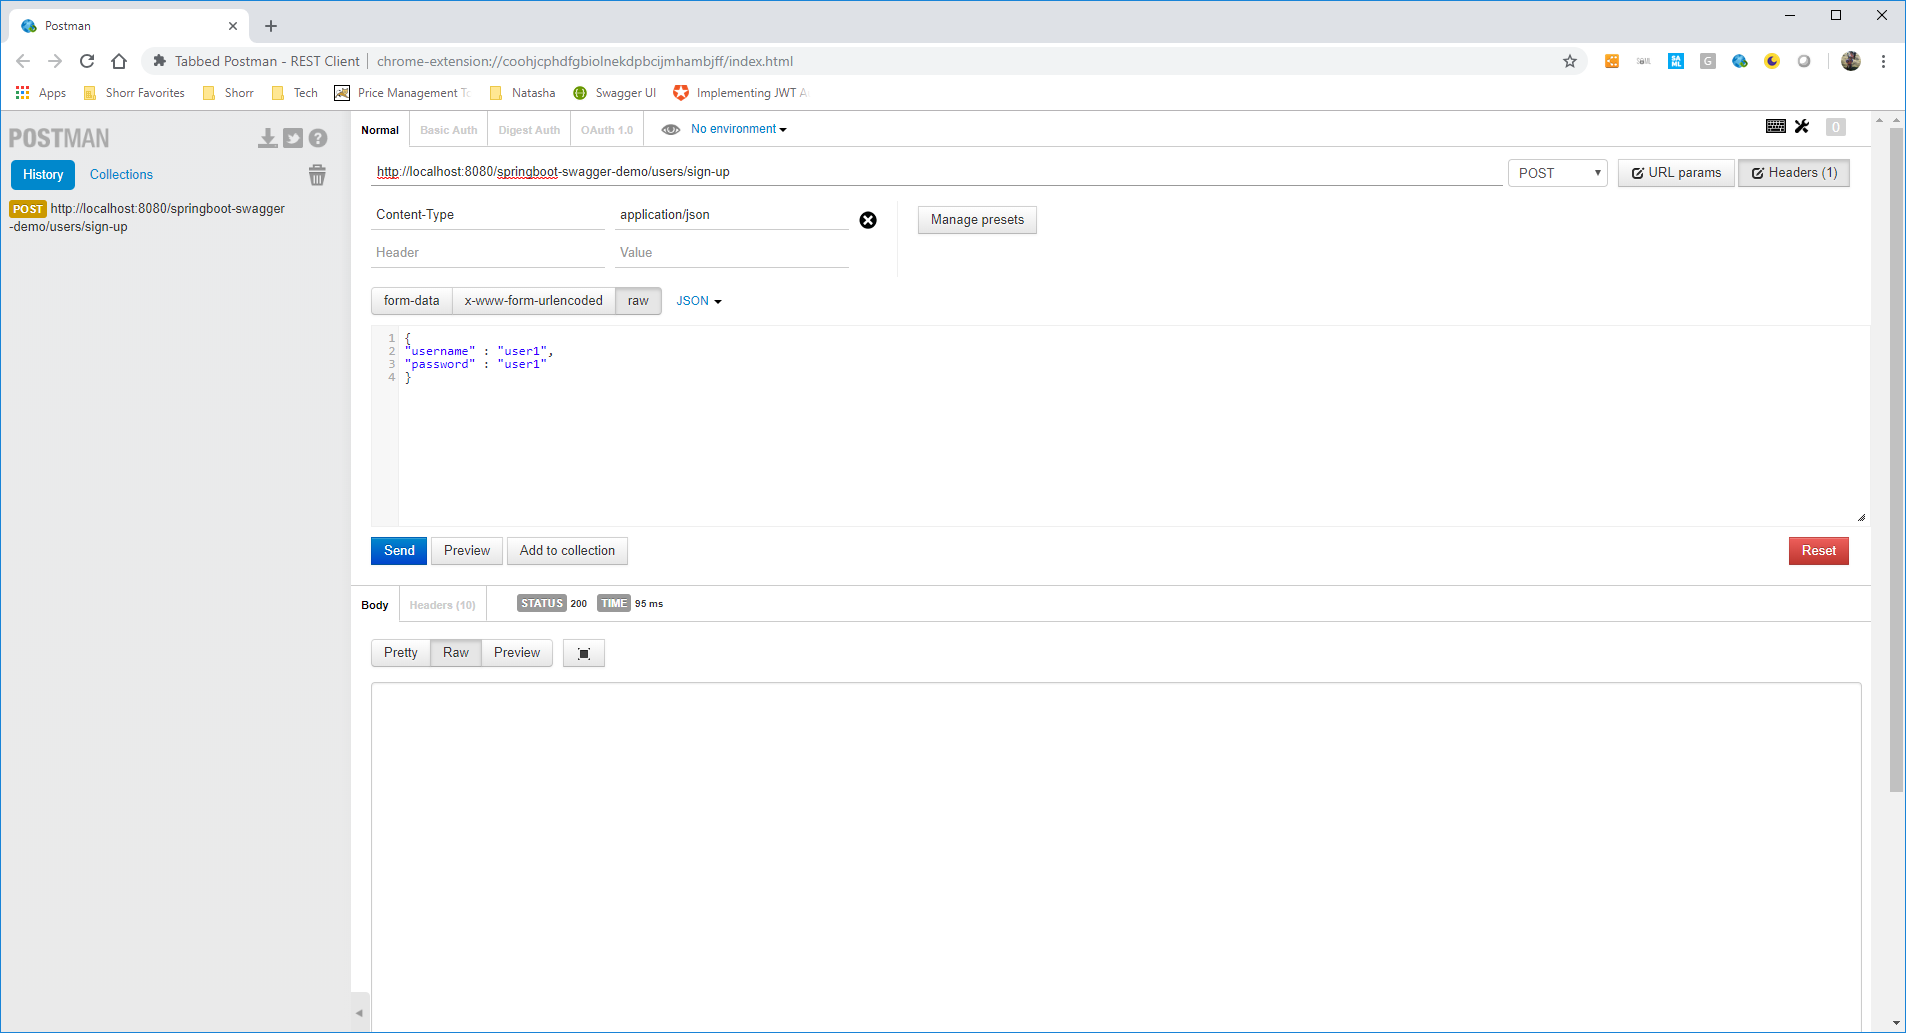 Postman
Tabbed Postman - REST Client chrome-extension://coohjcphdfgbiolnekdpbcijmhambjff/index.html
Apps Shorr Favorites Shorr Tech Price Management Natasha Swagger UI Implementing JWT
POSTMAN
History Collections
POST http://localhost:8080/springboot-swagger
-demo/users/sign-up
Normal Basic Auth Digest Auth OAuth 1.0 No environment 0
http://localhost:8080/springboot-swagger-demo/users/sign-up POST URL params Headers (1)
Content-Type application/json Manage presets
Header Value
form-data x-www-form-urlencoded raw JSON
1 {
2 "username" : "user1",
3 "password" : "user1"
4 }
Send Preview Add to collection Reset
Body Headers (10) STATUS 200 TIME 95 ms
Pretty Raw Preview